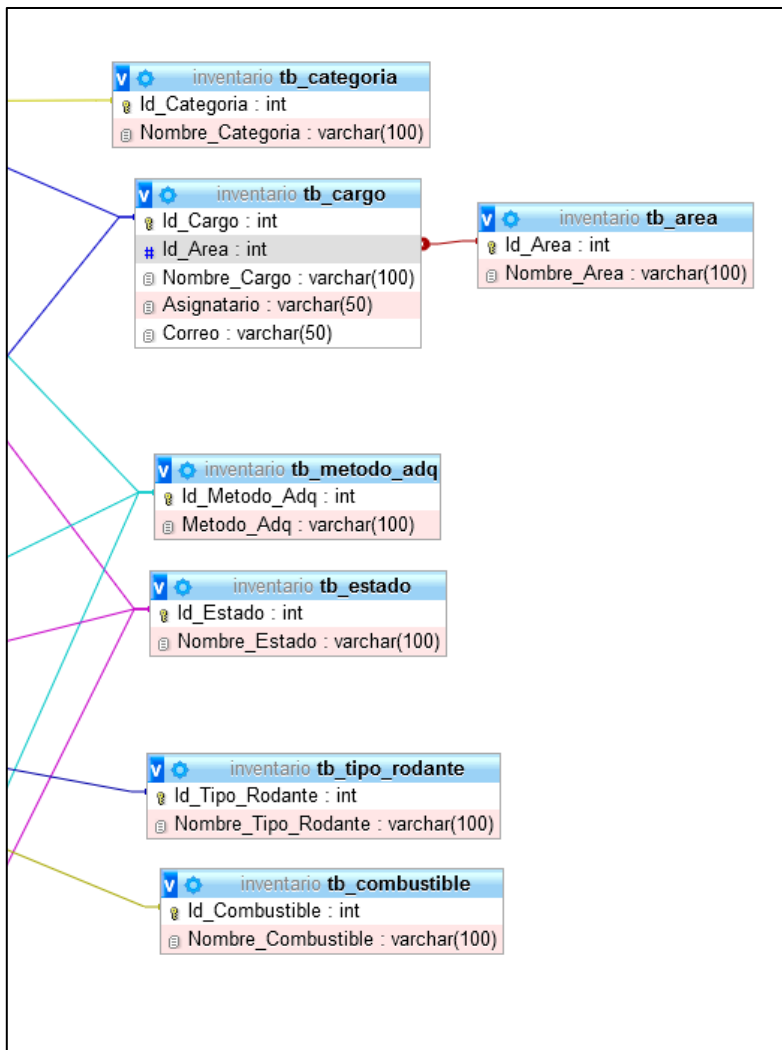 v inventario tb_categoria
Id_Categoria : int
Nombre_Categoria : varchar(100)
v inventario tb_cargo
Id_Cargo : int
# Id_Area : int
Nombre_Cargo : varchar(100)
Asignatario : varchar(50)
Correo : varchar(50)
v inventario tb_area
Id_Area : int
Nombre_Area : varchar(100)
v inventario tb_metodo_adq
Id_Metodo_Adq : int
Metodo_Adq : varchar(100)
v inventario tb_estado
Id_Estado : int
Nombre_Estado : varchar(100)
v inventario tb_tipo_rodante
Id_Tipo_Rodante : int
Nombre_Tipo_Rodante : varchar(100)
v inventario tb_combustible
Id_Combustible : int
Nombre_Combustible : varchar(100)